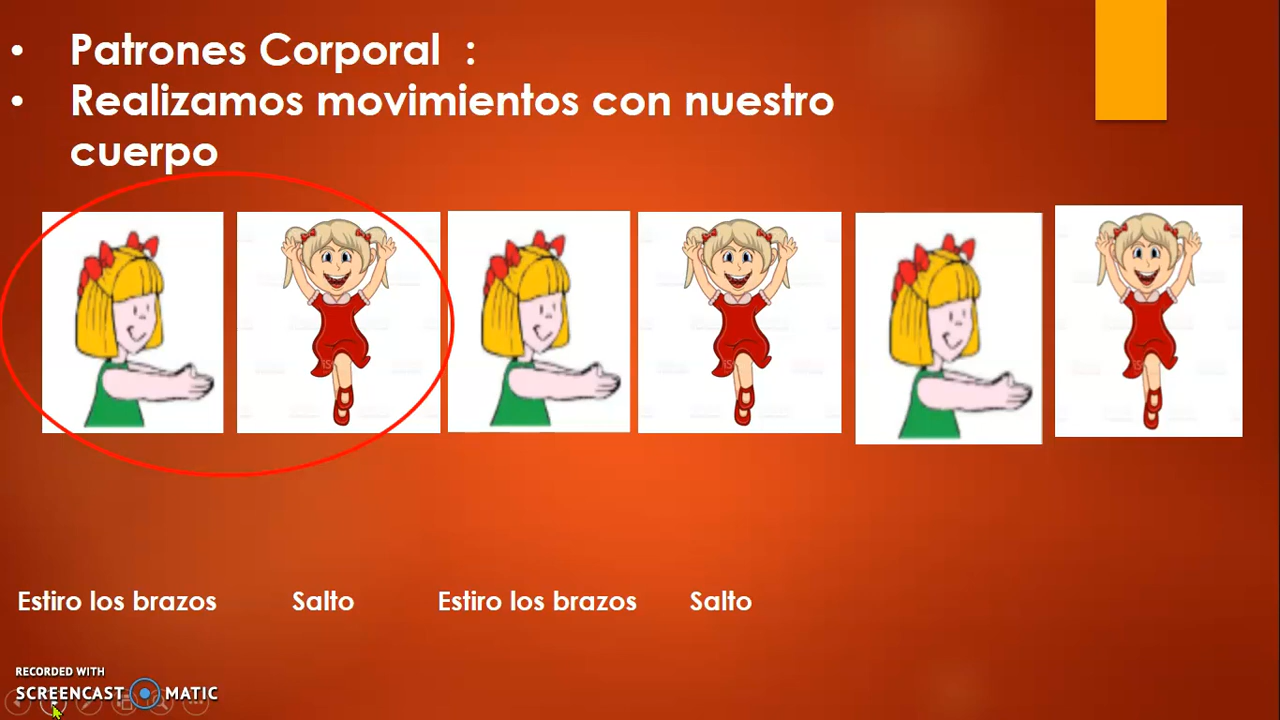 • Patrones Corporal :
• Realizamos movimientos con nuestro
cuerpo
Estiro los brazos Salto Estiro los brazos Salto
RECORDED WITH
SCREENCAST MATIC